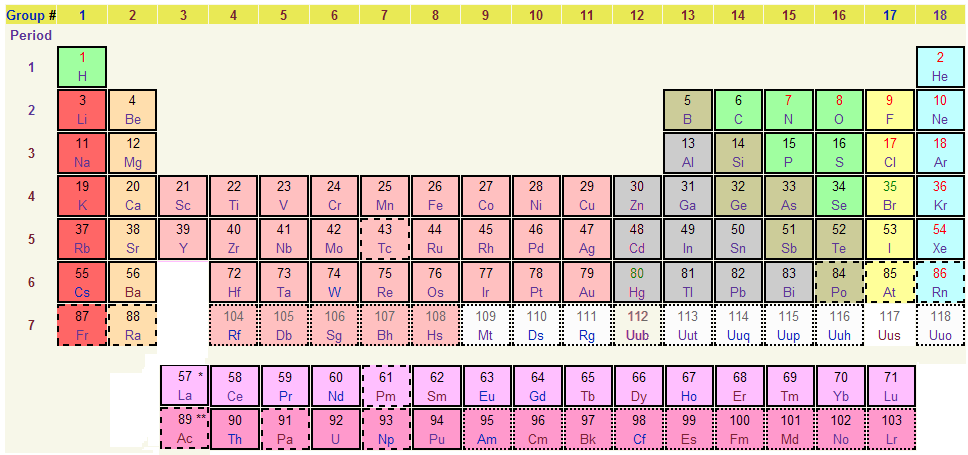 Group # 1 2 3 4 5 6 7 8 9 10 11 12 13 14 15 16 17 18
Period
1 2
1 H He
3 4 5 6 7 8 9 10
2 Li Be B C N O F Ne
11 12 13 14 15 16 17 18
3 Na Mg Al Si P S Cl Ar
19 20 21 22 23 24 25 26 27 28 29 30 31 32 33 34 35 36
4 K Ca Sc Ti V Cr Mn Fe Co Ni Cu Zn Ga Ge As Se Br Kr
37 38 39 40 41 42 43 44 45 46 47 48 49 50 51 52 53 54
5 Rb Sr Y Zr Nb Mo Tc Ru Rh Pd Ag Cd In Sn Sb Te I Xe
55 56 72 73 74 75 76 77 78 79 80 81 82 83 84 85 86
6 Cs Ba Hf Ta W Re Os Ir Pt Au Hg Tl Pb Bi Po At Rn
87 88 104 105 106 107 108 109 110 111 112 113 114 115 116 117 118
7 Fr Ra Rf Db Sg Bh Hs Mt Ds Rg Uub Uut Uuq Uup Uuh Uus Uuo
57 * 58 59 60 61 62 63 64 65 66 67 68 69 70 71
La Ce Pr Nd Pm Sm Eu Gd Tb Dy Ho Er Tm Yb Lu
89 ** 90 91 92 93 94 95 96 97 98 99 100 101 102 103
Ac Th Pa U Np Pu Am Cm Bk Cf Es Fm Md No Lr